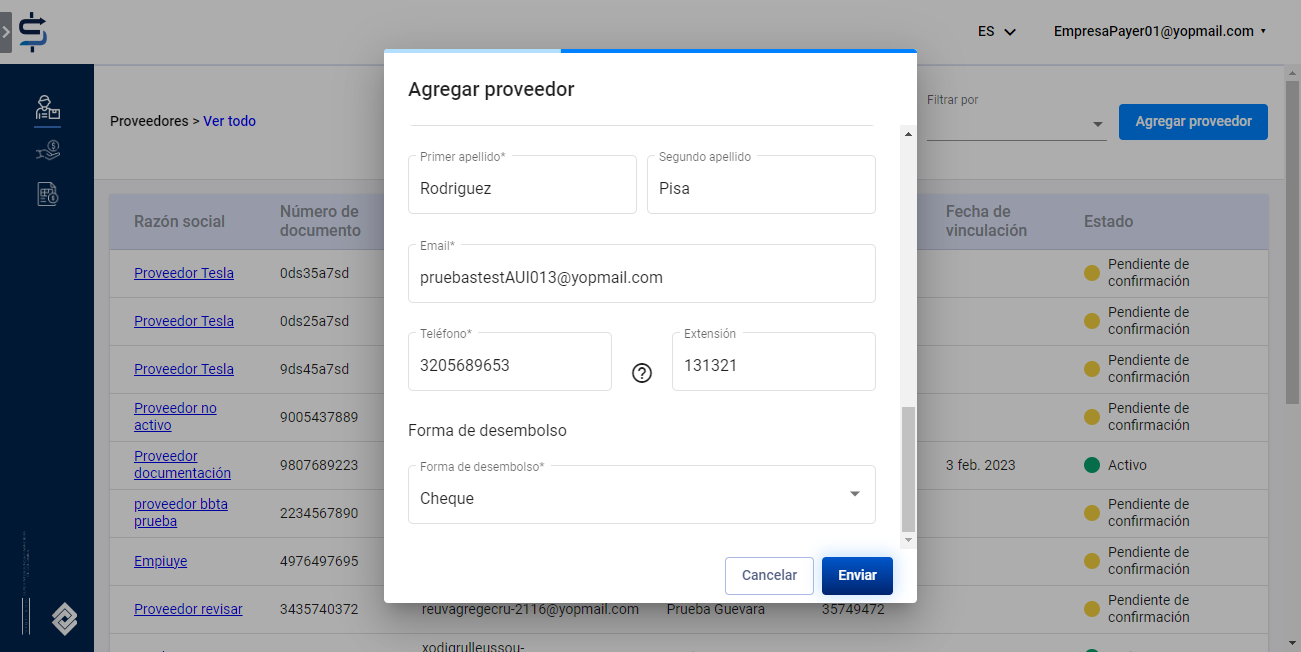 ES
EmpresaPayer01@yopmail.com
Proveedores > Ver todo
Filtrar por
Agregar proveedor
Agregar proveedor
Primer apellido*
Rodriguez
Segundo apellido
Pisa
Email*
pruebastestAUI013@yopmail.com
Teléfono*
3205689653
Extensión
131321
Forma de desembolso
Forma de desembolso*
Cheque
Cancelar
Enviar
Razón social
Número de
documento
Fecha de
vinculación
Estado
Proveedor Tesla
0ds35a7sd
Pendiente de
confirmación
Proveedor Tesla
0ds25a7sd
Pendiente de
confirmación
Proveedor Tesla
9ds45a7sd
Pendiente de
confirmación
Proveedor no
activo
9005437889
Pendiente de
confirmación
Proveedor
documentación
9807689223
3 feb. 2023
Activo
proveedor bbta
prueba
2234567890
Pendiente de
confirmación
Empiuye
4976497695
Pendiente de
confirmación
Proveedor revisar
3435740372
reuvagregecru-2116@yopmail.com
Prueba Guevara
35749472
Pendiente de
confirmación
xodigrulleussou-